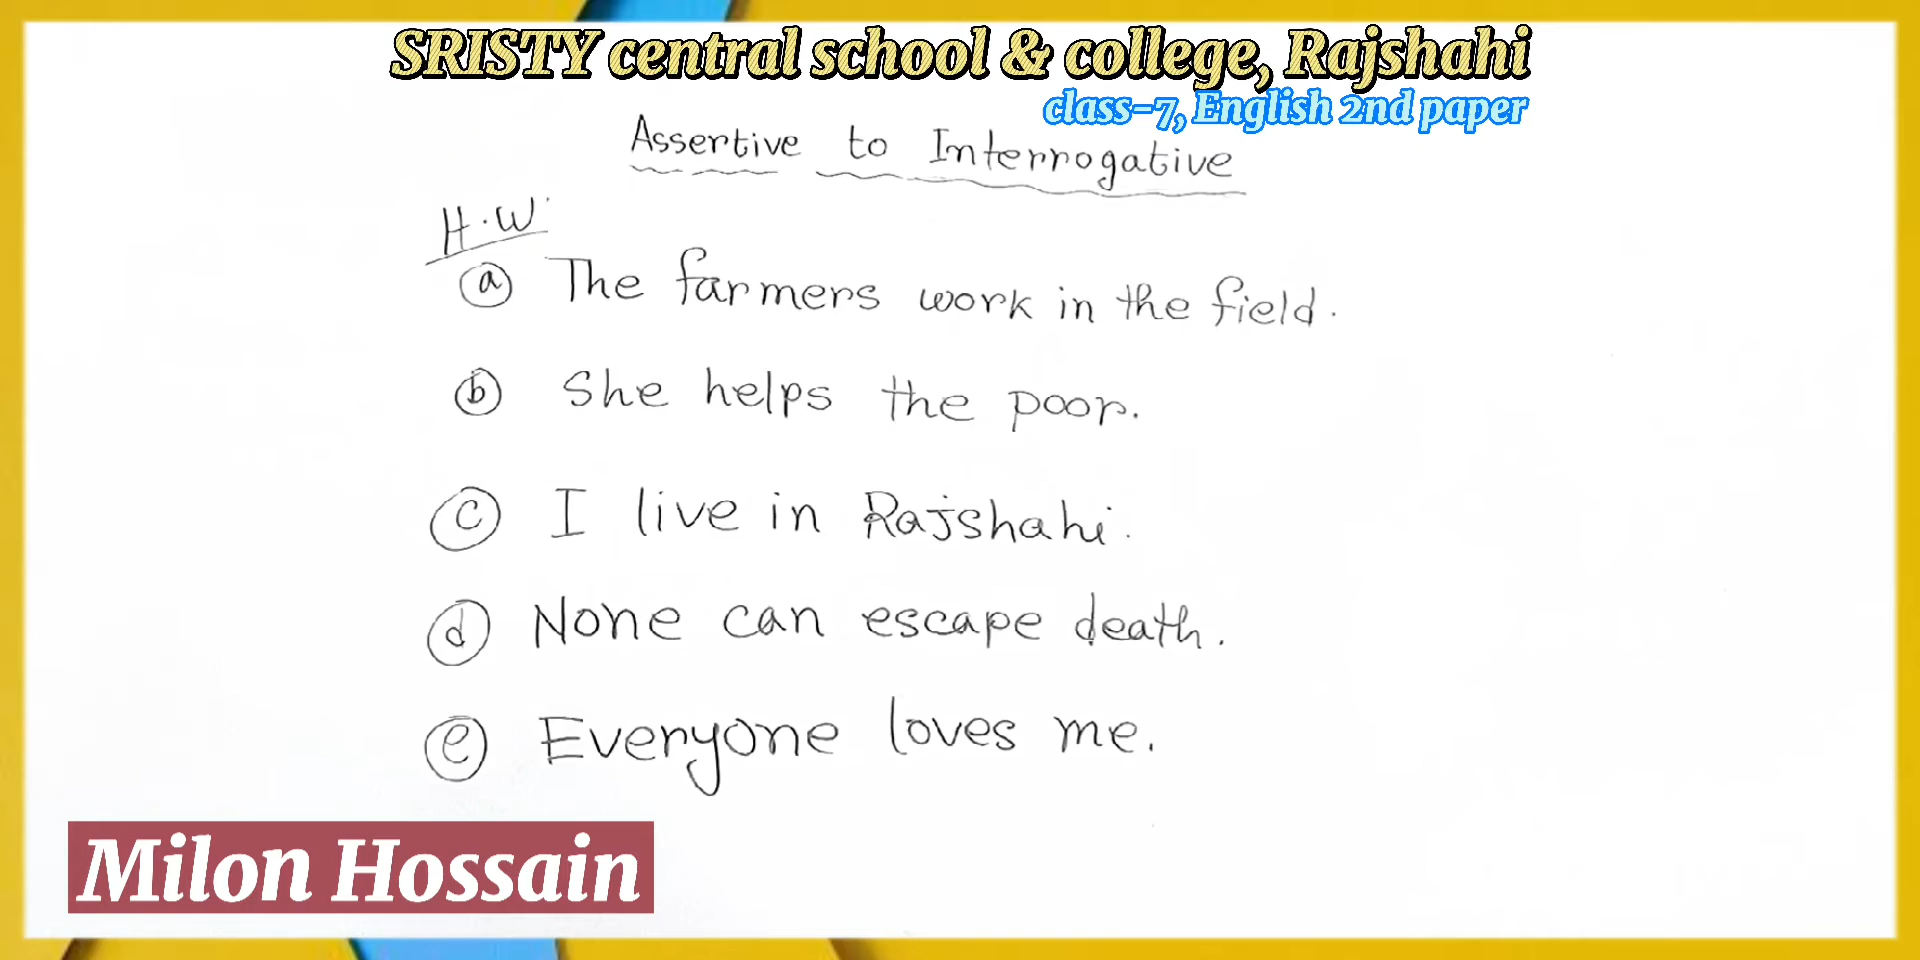 SRISTY central school & college, Rajshahi
class-7, English 2nd paper
Assertive to Interrogative
H.W.
a The farmers work in the field.
b She helps the poor.
c I live in Rajshahi.
d None can escape death.
e Everyone loves me.
Milon Hossain